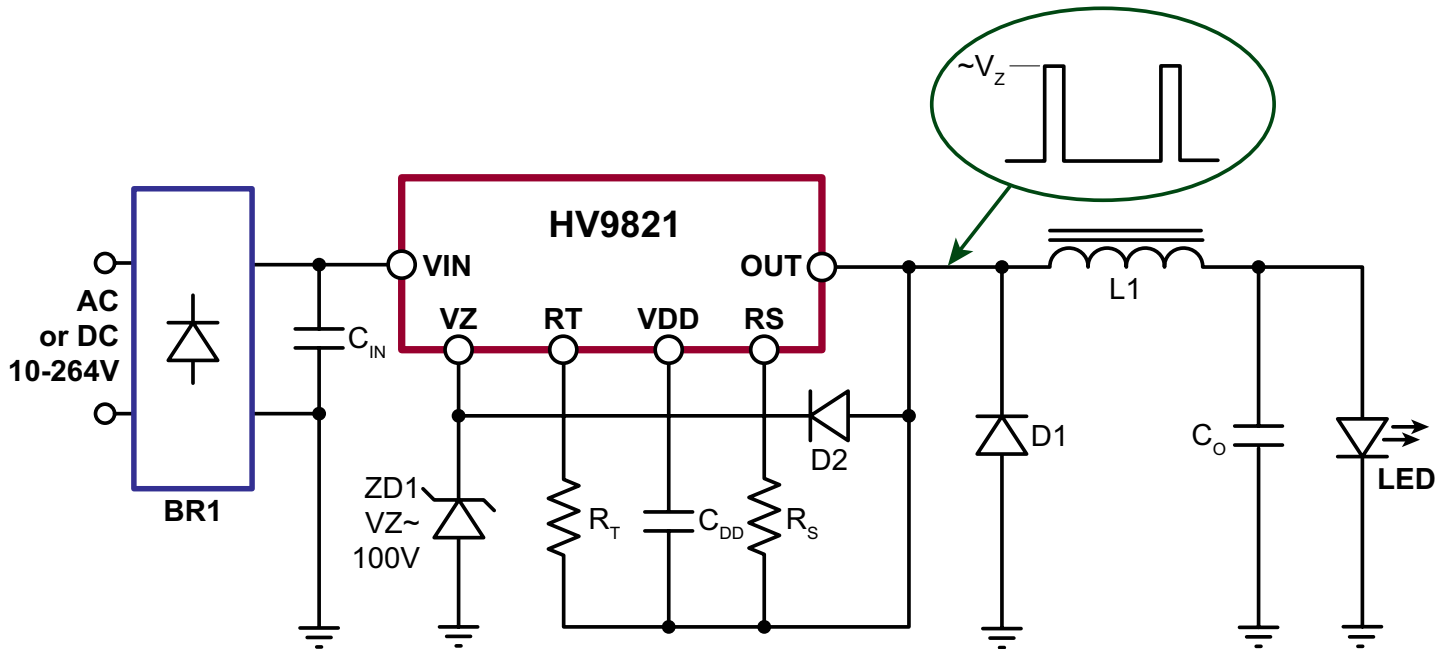 ~VZ
HV9821
VIN
OUT
VZ
RT
VDD
RS
AC
or DC
10-264V
CIN
L1
D2
D1
CO
ZD1
VZ~
100V
RT
CDD
RS
LED
BR1